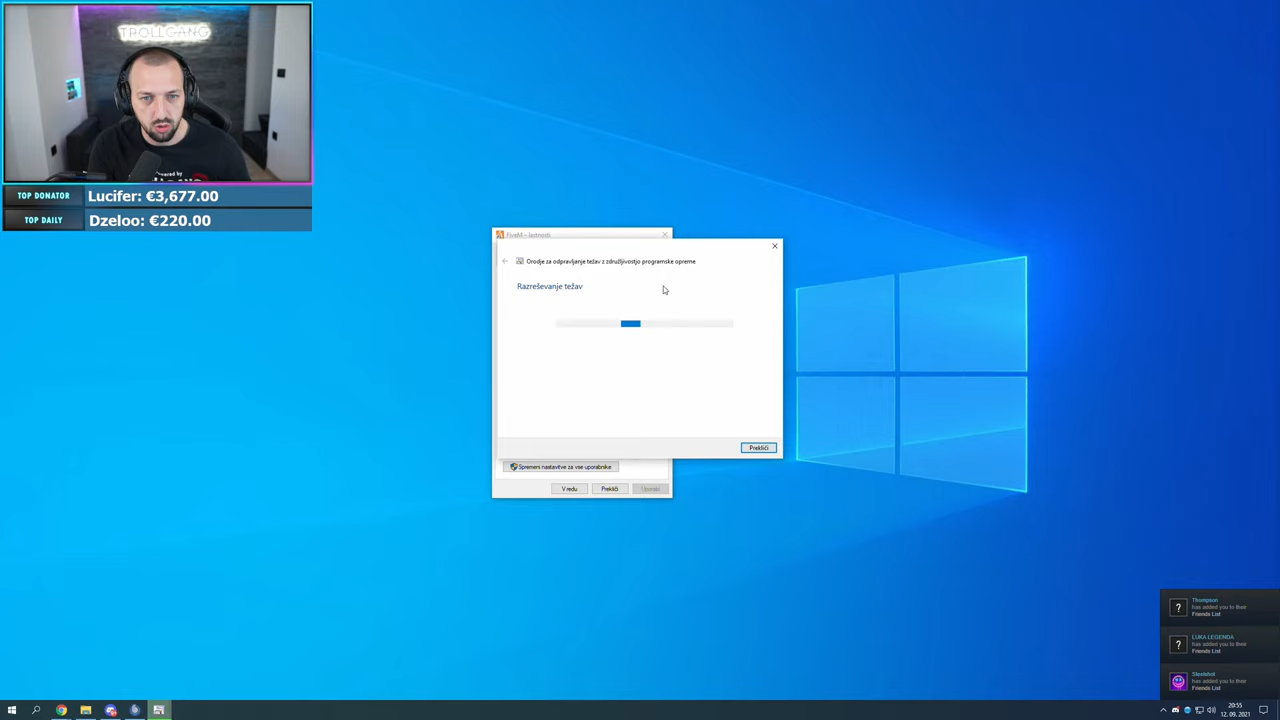 TROLLGANG
Powered by
TOP DONATOR
Lucifer: €3,677.00
TOP DAILY
Dzeloo: €220.00
FiveM – lastnosti
Orodje za odpravljanje težav z združljivostjo programske opreme
Razreševanje težav
Prekliči
Spremeni nastavitve za vse uporabnike
V redu
Prekliči
Uporabi
Thompson
has added you to their
Friends List
LUKA LEGENDA
has added you to their
Friends List
has added you to their
Friends List
20:55
12. 09. 2021